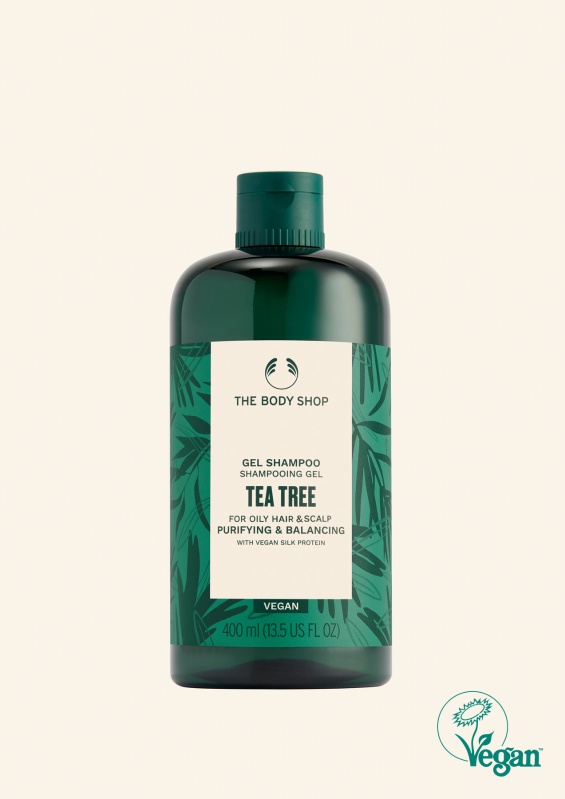 THE BODY SHOP
GEL SHAMPOO
SHAMPOOING GEL
TEA TREE
FOR OILY HAIR & SCALP
PURIFYING & BALANCING
WITH VEGAN SILK PROTEIN
VEGAN
400 ml (13.5 US FL OZ)
Vegan™